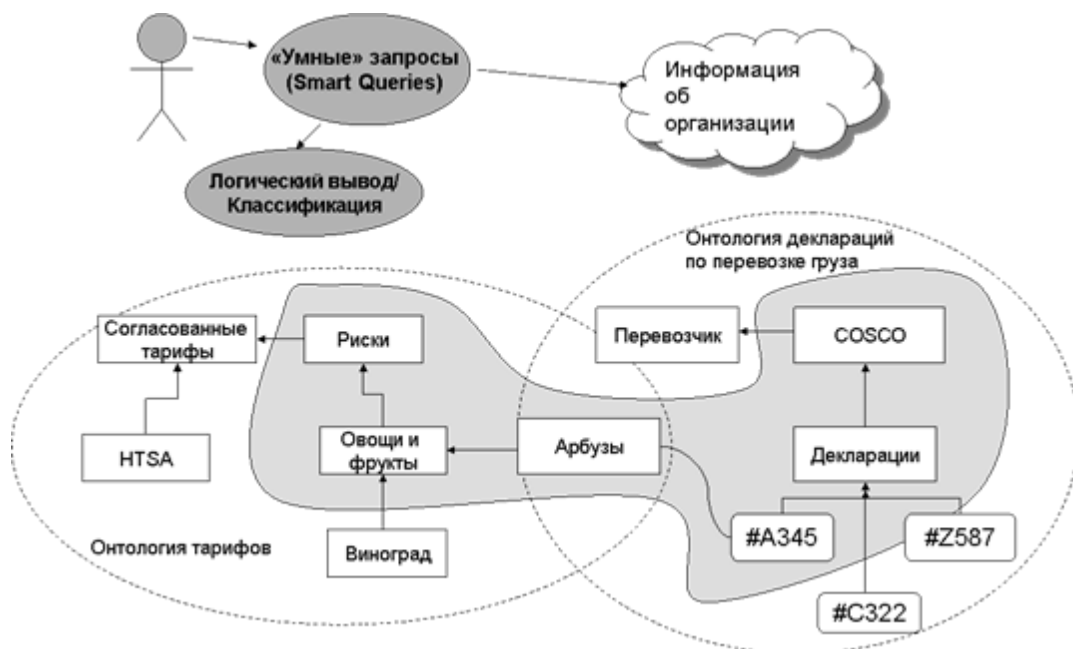 «Умные» запросы
(Smart Queries)
Информация
об
организации
Логический вывод/
Классификация
Онтология деклараций
по перевозке груза
Согласованные
тарифы
Риски
Перевозчик
COSCO
HTSA
Овощи и
фрукты
Арбузы
Декларации
Онтология тарифов
Виноград
#A345
#Z587
#C322